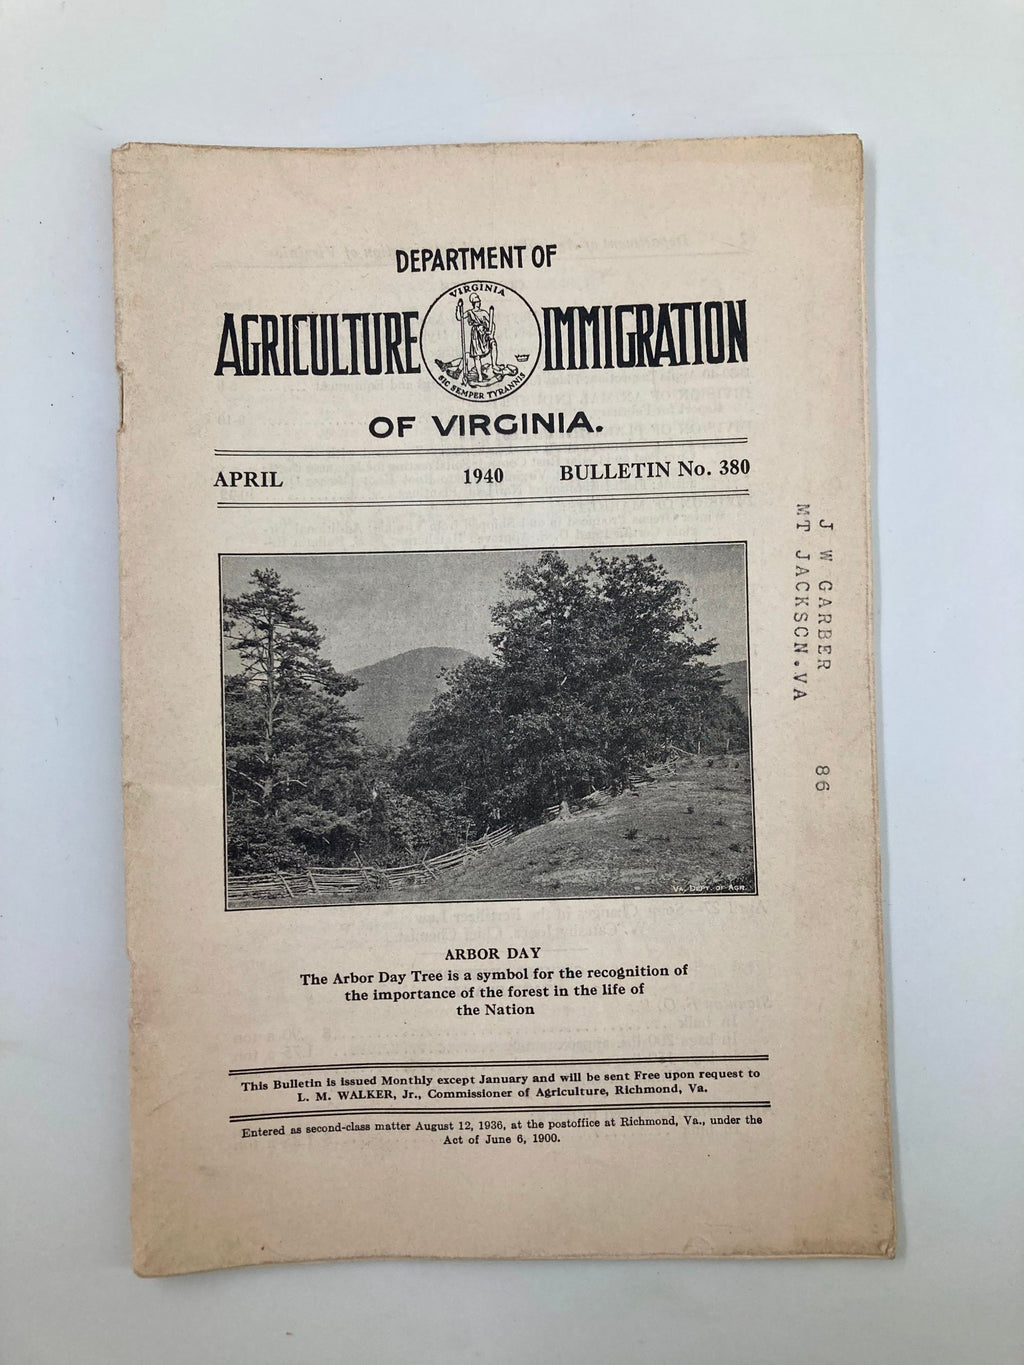 DEPARTMENT OF
AGRICULTURE IMMIGRATION
VIRGINIA
SIC SEMPER TYRANNIS
OF VIRGINIA.
APRIL 1940 BULLETIN No. 380
J W GARBER 86
MT JACKSCN.VA
VA. DEPT. OF AGR.
ARBOR DAY
The Arbor Day Tree is a symbol for the recognition of
the importance of the forest in the life of
the Nation
This Bulletin is issued Monthly except January and will be sent Free upon request to
L. M. WALKER, Jr., Commissioner of Agriculture, Richmond, Va.
Entered as second-class matter August 12, 1936, at the postoffice at Richmond, Va., under the
Act of June 6, 1900.